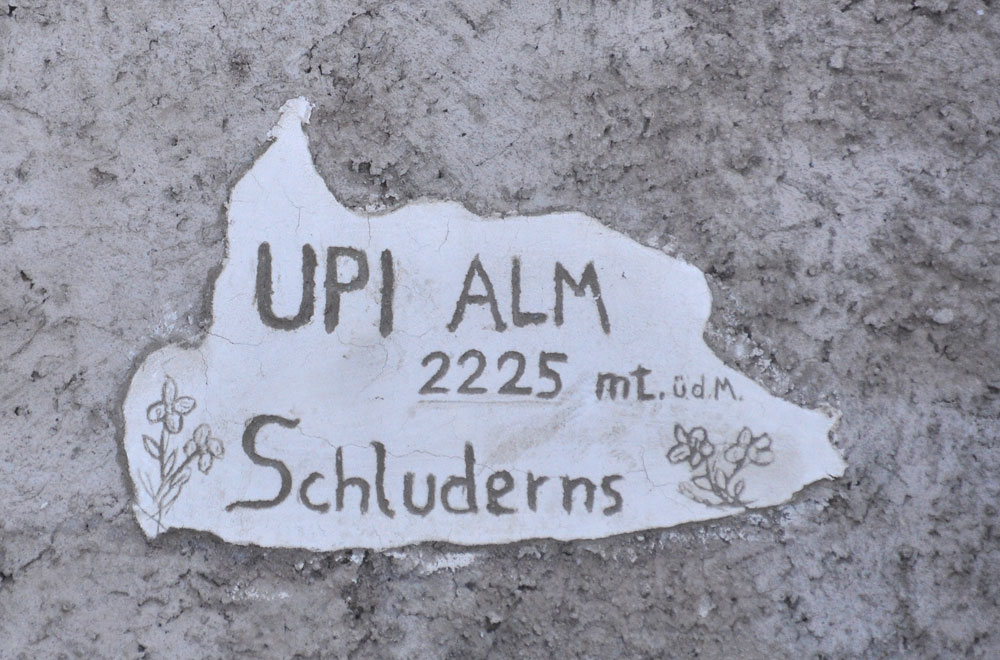 UPI ALM
2225 mt. ü.d.M.
Schluderns